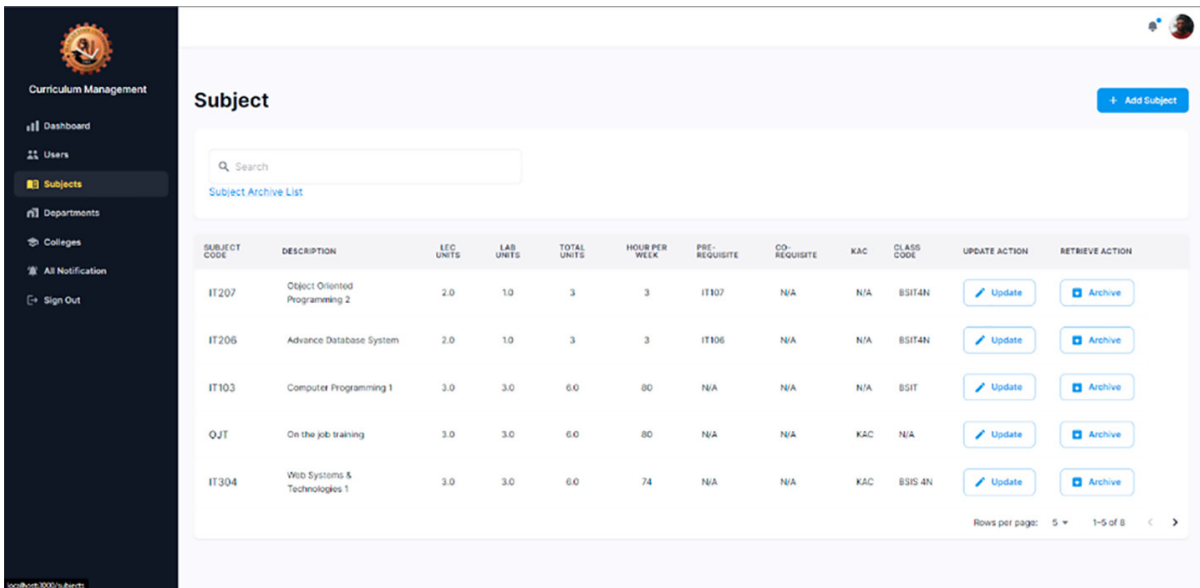 Curriculum Management
Dashboard
Users
Subjects
Departments
Colleges
All Notification
Sign Out
Subject
+ Add Subject
Search
Subject Archive List
SUBJECT CODE DESCRIPTION LEC UNITS LAB UNITS TOTAL UNITS HOUR PER WEEK PRE-REQUISITE CO-REQUISITE KAC CLASS CODE UPDATE ACTION RETRIEVE ACTION
IT207 Object Oriented Programming 2 2.0 1.0 3 3 IT107 N/A N/A BSIT4N Update Archive
IT206 Advance Database System 2.0 1.0 3 3 IT106 N/A N/A BSIT4N Update Archive
IT103 Computer Programming 1 3.0 3.0 6.0 80 N/A N/A N/A BSIT Update Archive
OJT On the job training 3.0 3.0 6.0 80 N/A N/A KAC N/A Update Archive
IT304 Web Systems & Technologies 1 3.0 3.0 6.0 74 N/A N/A KAC BSIS 4N Update Archive
Rows per page: 5 1–5 of 8
localhost:3000/subjects